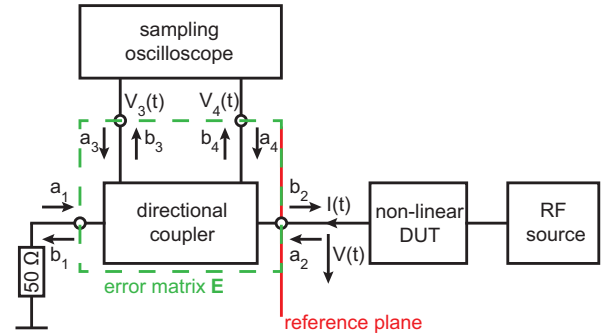 sampling
oscilloscope
V3(t)
V4(t)
a3
b3
b4
a4
a1
b1
directional
coupler
b2
I(t)
a2
V(t)
non-linear
DUT
RF
source
50 Ω
error matrix E
reference plane